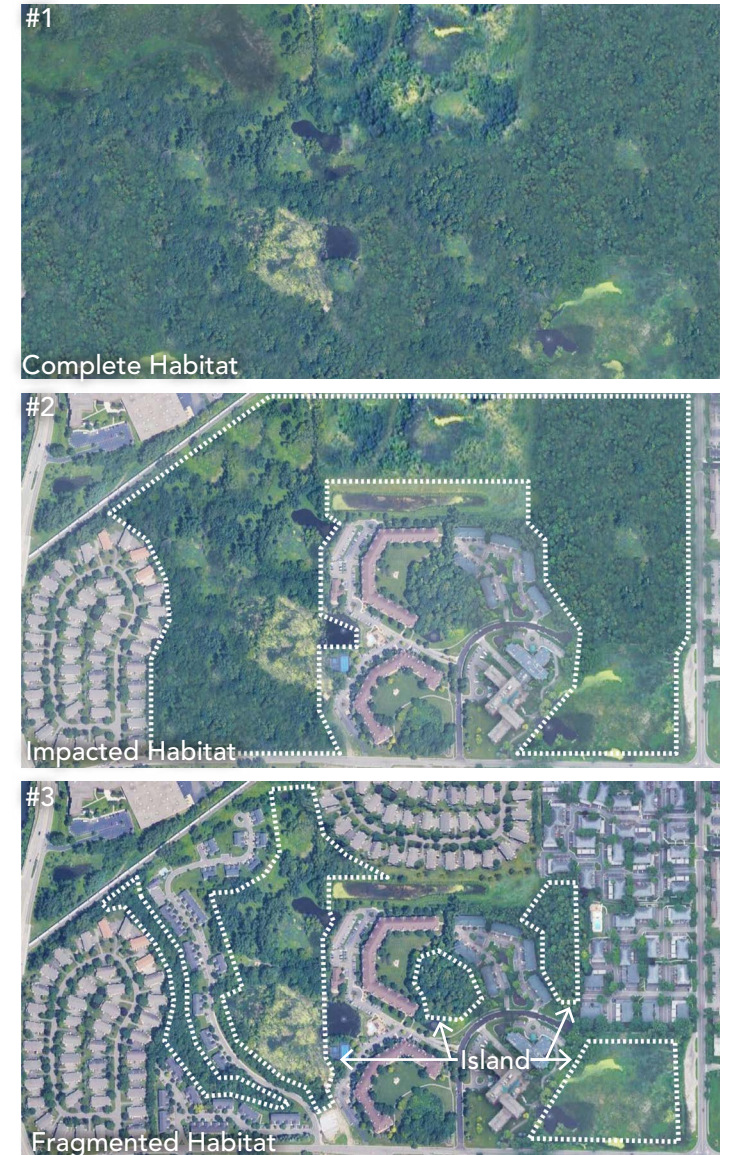 #1
Complete Habitat
#2
Impacted Habitat
#3
Island
Fragmented Habitat